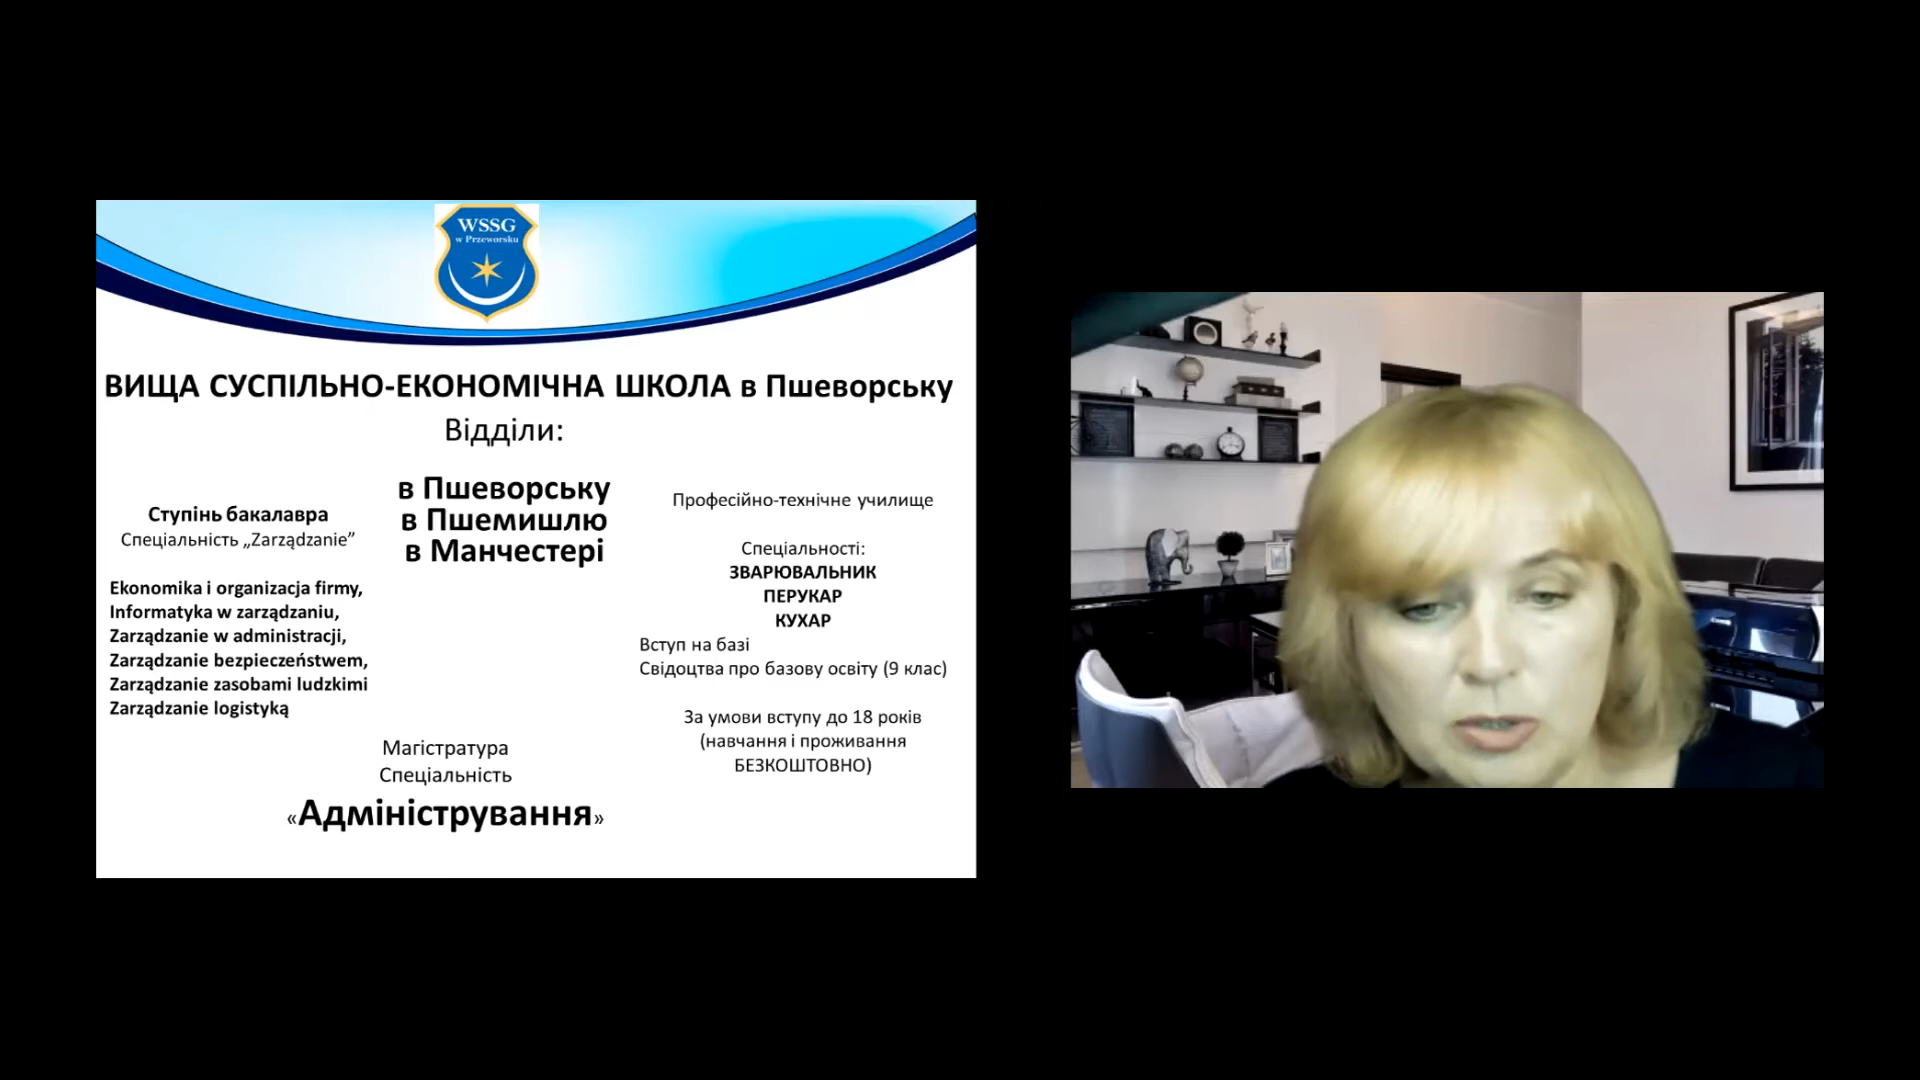 WSSG
w Przeworsku
ВИЩА СУСПІЛЬНО-ЕКОНОМІЧНА ШКОЛА в Пшеворську
Відділи:
в Пшеворську
в Пшемишлю
в Манчестері
Ступінь бакалавра
Спеціальність „Zarządzanie”
Ekonomika i organizacja firmy,
Informatyka w zarządzaniu,
Zarządzanie w administracji,
Zarządzanie bezpieczeństwem,
Zarządzanie zasobami ludzkimi
Zarządzanie logistyką
Професійно-технічне училище
Спеціальності:
ЗВАРЮВАЛЬНИК
ПЕРУКАР
КУХАР
Вступ на базі
Свідоцтва про базову освіту (9 клас)
За умови вступу до 18 років
(навчання і проживання
БЕЗКОШТОВНО)
Магістратура
Спеціальність
«Адміністрування»